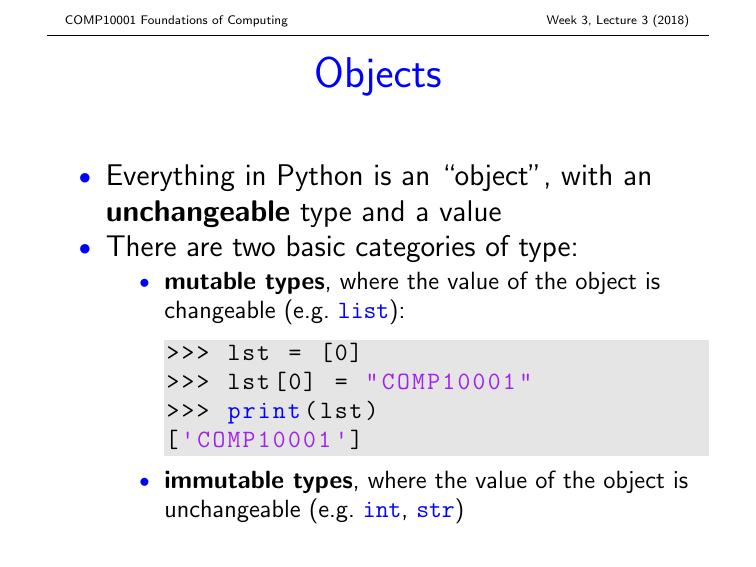 COMP10001 Foundations of Computing
Week 3, Lecture 3 (2018)
Objects
• Everything in Python is an “object”, with an
unchangeable type and a value
• There are two basic categories of type:
• mutable types, where the value of the object is
changeable (e.g. list):
>>> lst = [0]
>>> lst[0] = "COMP10001"
>>> print(lst)
['COMP10001']
• immutable types, where the value of the object is
unchangeable (e.g. int, str)